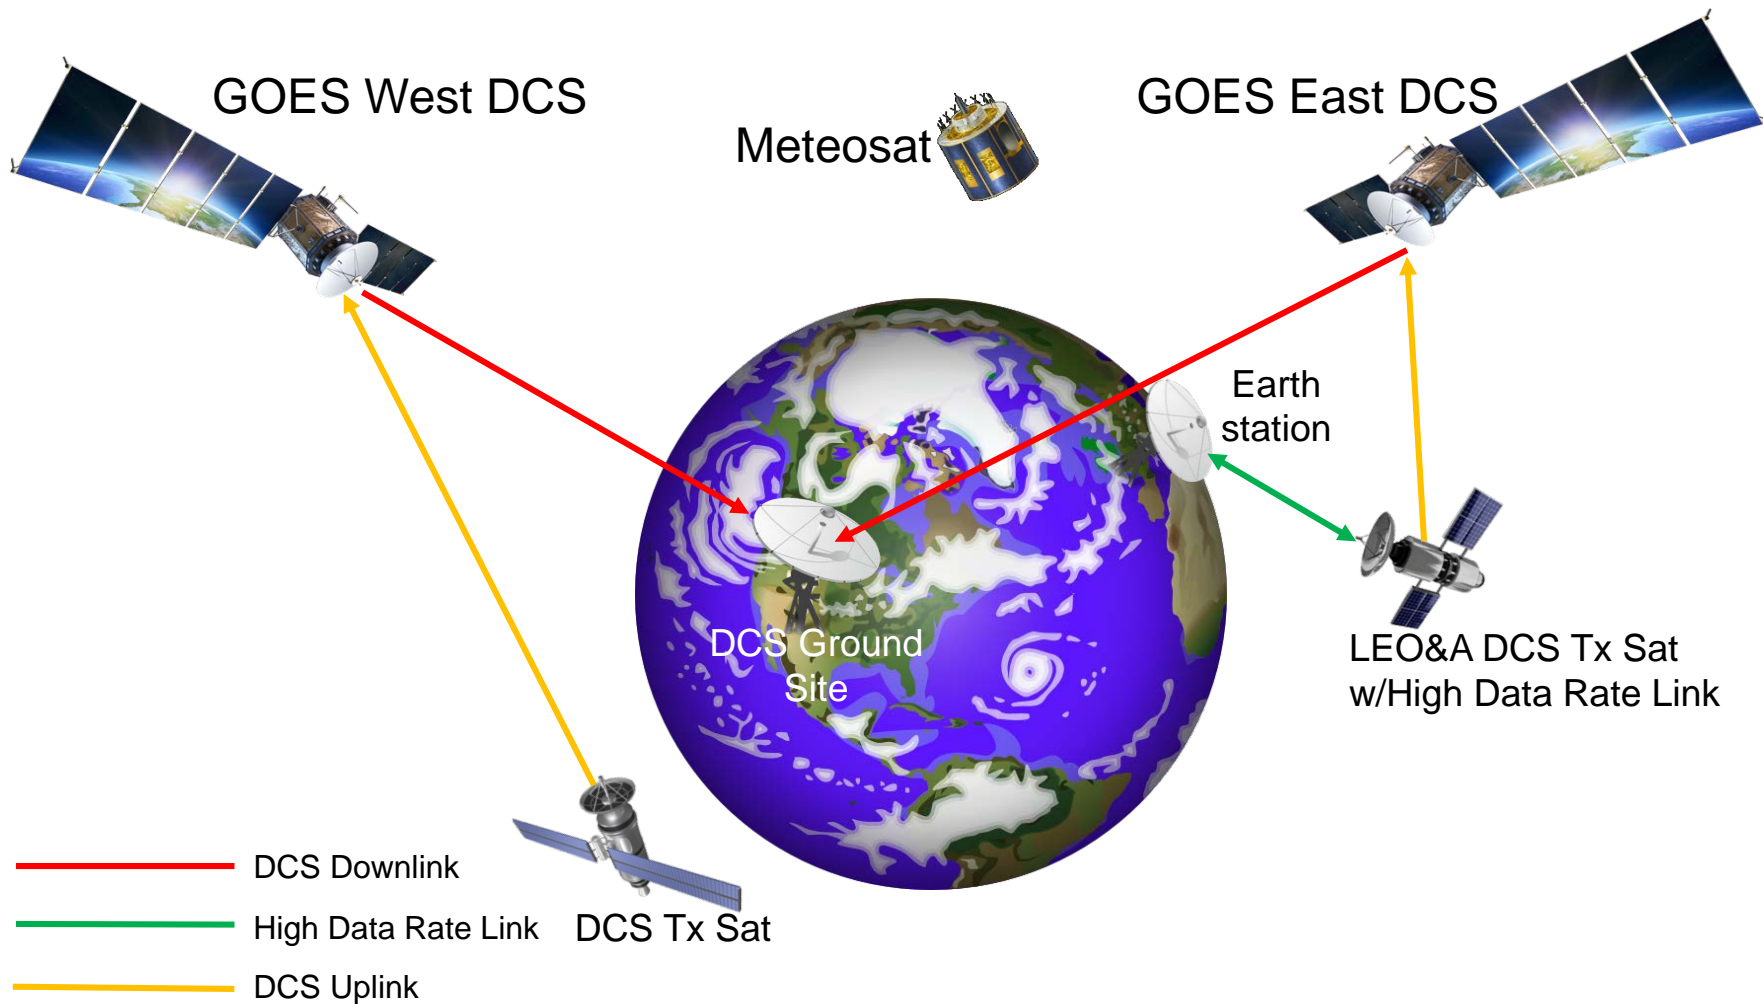 GOES West DCS
GOES East DCS
Meteosat
Earth
station
DCS Ground
Site
LEO&A DCS Tx Sat
w/High Data Rate Link
DCS Downlink
High Data Rate Link
DCS Tx Sat
DCS Uplink